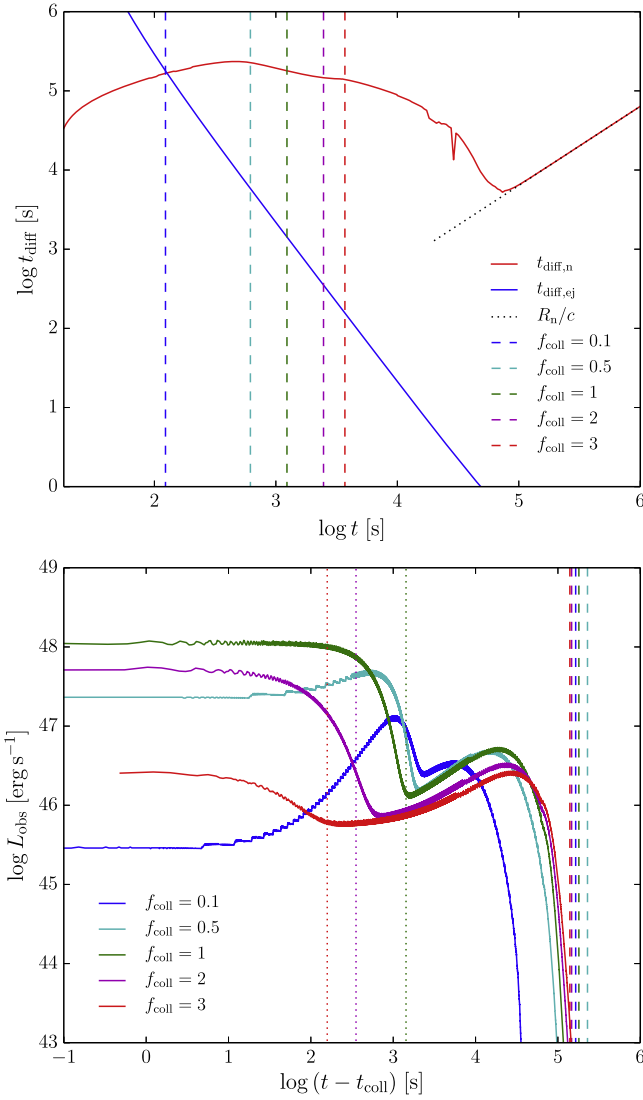 6
5
4
3
2
1
0
log t_diff [s]
t_diff,n
t_diff,ej
R_n/c
f_coll = 0.1
f_coll = 0.5
f_coll = 1
f_coll = 2
f_coll = 3
2 3 4 5 6
log t [s]
49
48
47
46
45
44
43
log L_obs [erg s^−1]
f_coll = 0.1
f_coll = 0.5
f_coll = 1
f_coll = 2
f_coll = 3
−1 0 1 2 3 4 5 6
log (t − t_coll) [s]